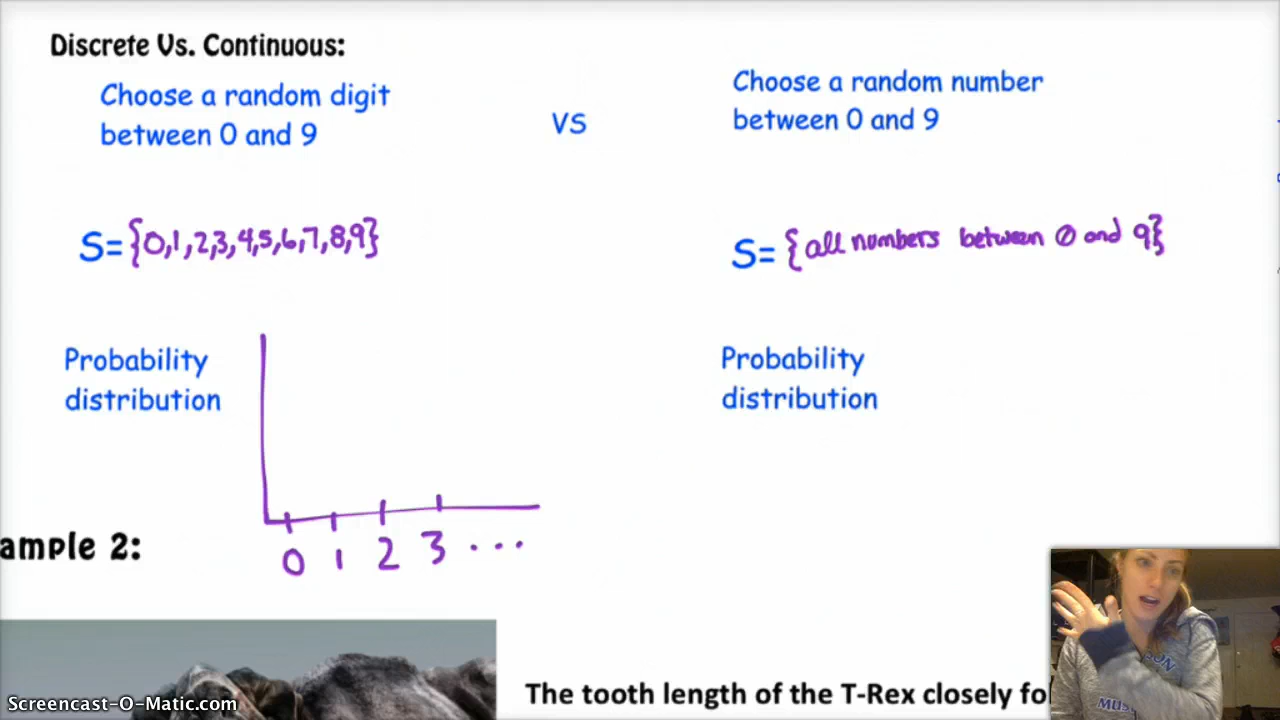 Discrete Vs. Continuous:
Choose a random digit
between 0 and 9
VS
Choose a random number
between 0 and 9
S= {0,1,2,3,4,5,6,7,8,9}
S= {all numbers between 0 and 9}
Probability
distribution
0 1 2 3 ...
Probability
distribution
ample 2:
The tooth length of the T-Rex closely fo
Screencast-O-Matic.com